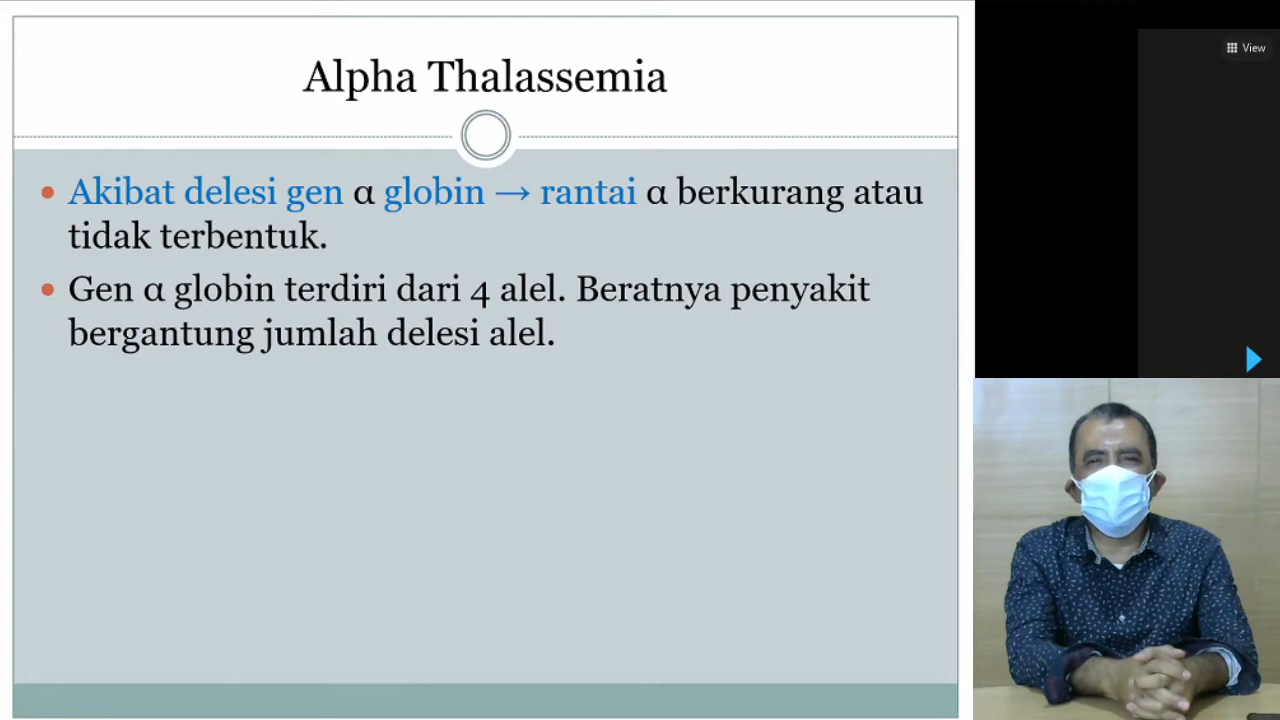 Alpha Thalassemia
• Akibat delesi gen α globin → rantai α berkurang atau
tidak terbentuk.
• Gen α globin terdiri dari 4 alel. Beratnya penyakit
bergantung jumlah delesi alel.
View